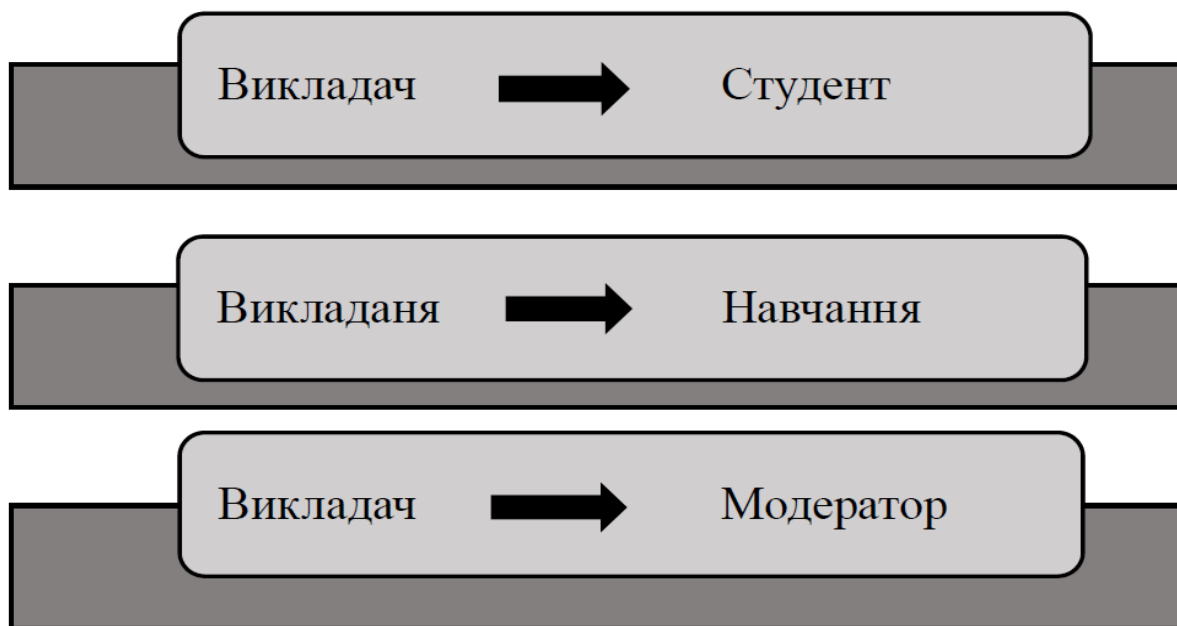 Викладач Студент
Викладаня Навчання
Викладач Модератор